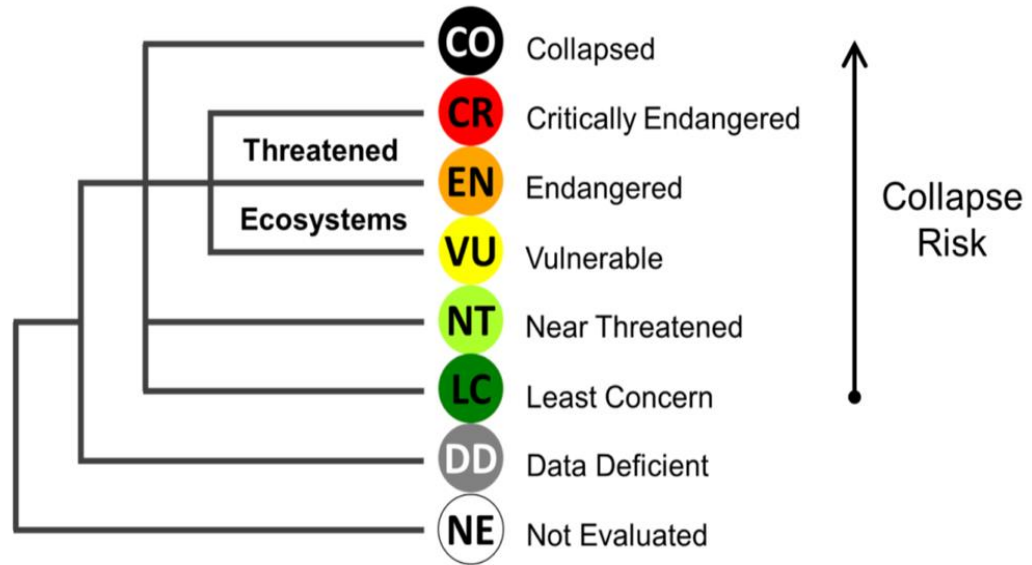 CO Collapsed
CR Critically Endangered
Threatened
EN Endangered
Ecosystems
VU Vulnerable
NT Near Threatened
LC Least Concern
DD Data Deficient
NE Not Evaluated
Collapse
Risk